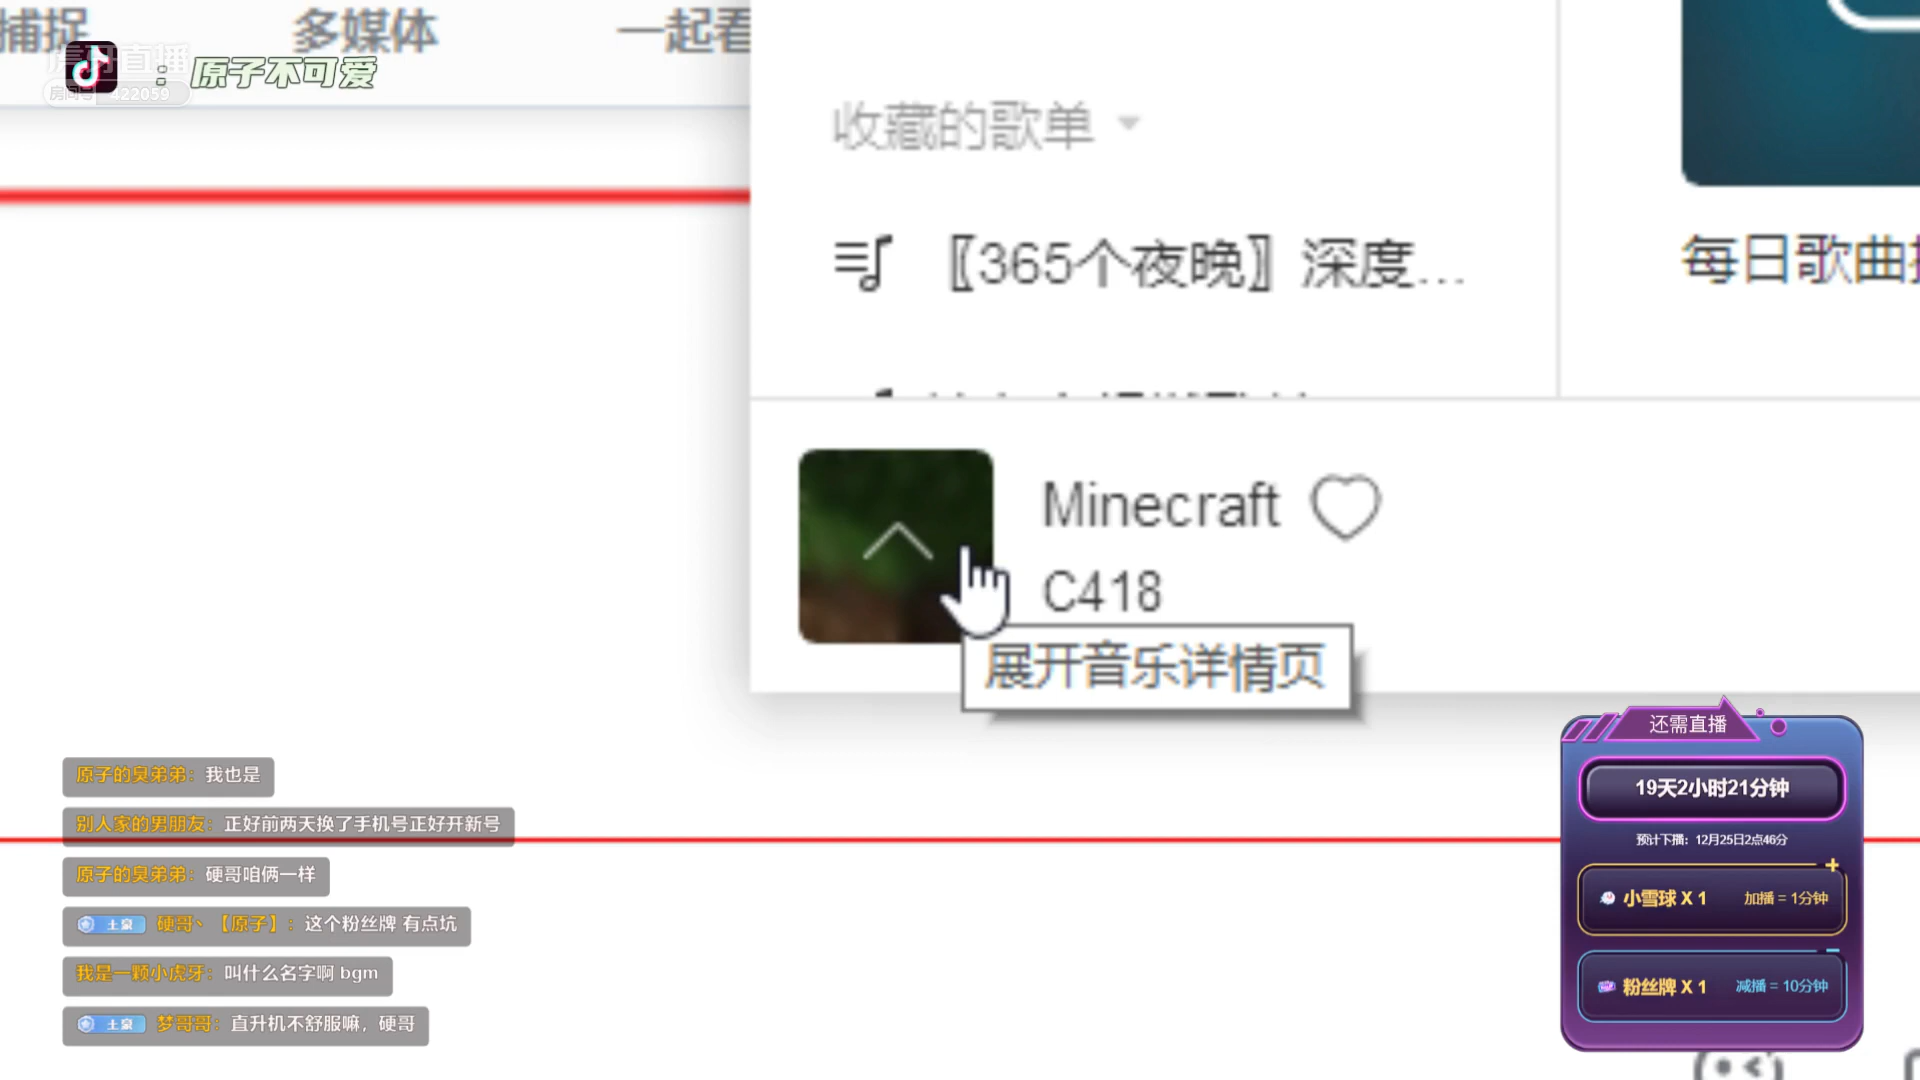 捕捉
多媒体
一起看
虎牙直播
原子不可爱
房间号 422059
收藏的歌单
〖365个夜晚〗深度...
每日歌曲
Minecraft
C418
展开音乐详情页
还需直播
19天2小时21分钟
预计下播：12月25日2点46分
小雪球 X 1 加播 = 1分钟
粉丝牌 X 1 减播 = 10分钟
原子的臭弟弟：我也是
别人家的男朋友：正好前两天换了手机号正好开新号
原子的臭弟弟：硬哥咱俩一样
土豪 硬哥、【原子】：这个粉丝牌 有点坑
我是一颗小虎牙：叫什么名字啊 bgm
土豪 梦哥哥：直升机不舒服嘛，硬哥